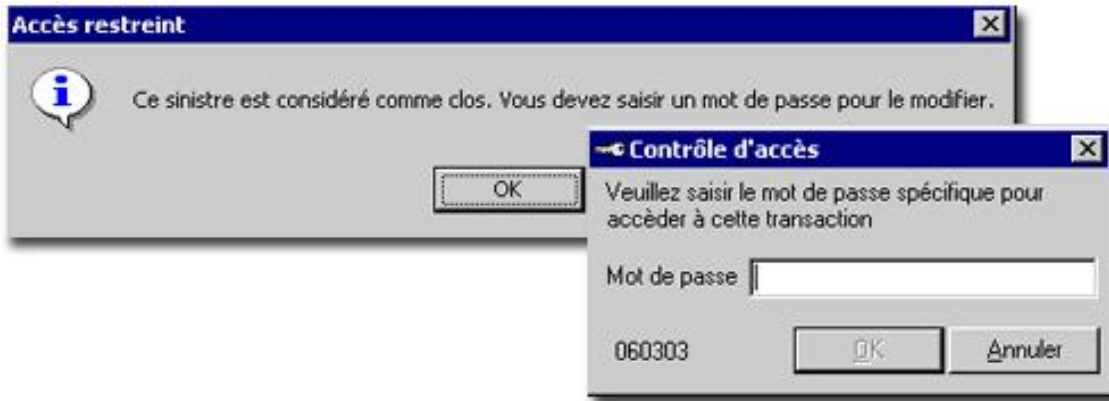 Accès restreint
Ce sinistre est considéré comme clos. Vous devez saisir un mot de passe pour le modifier.
OK
Contrôle d'accès
Veuillez saisir le mot de passe spécifique pour
accèder à cette transaction
Mot de passe
060303
OK
Annuler